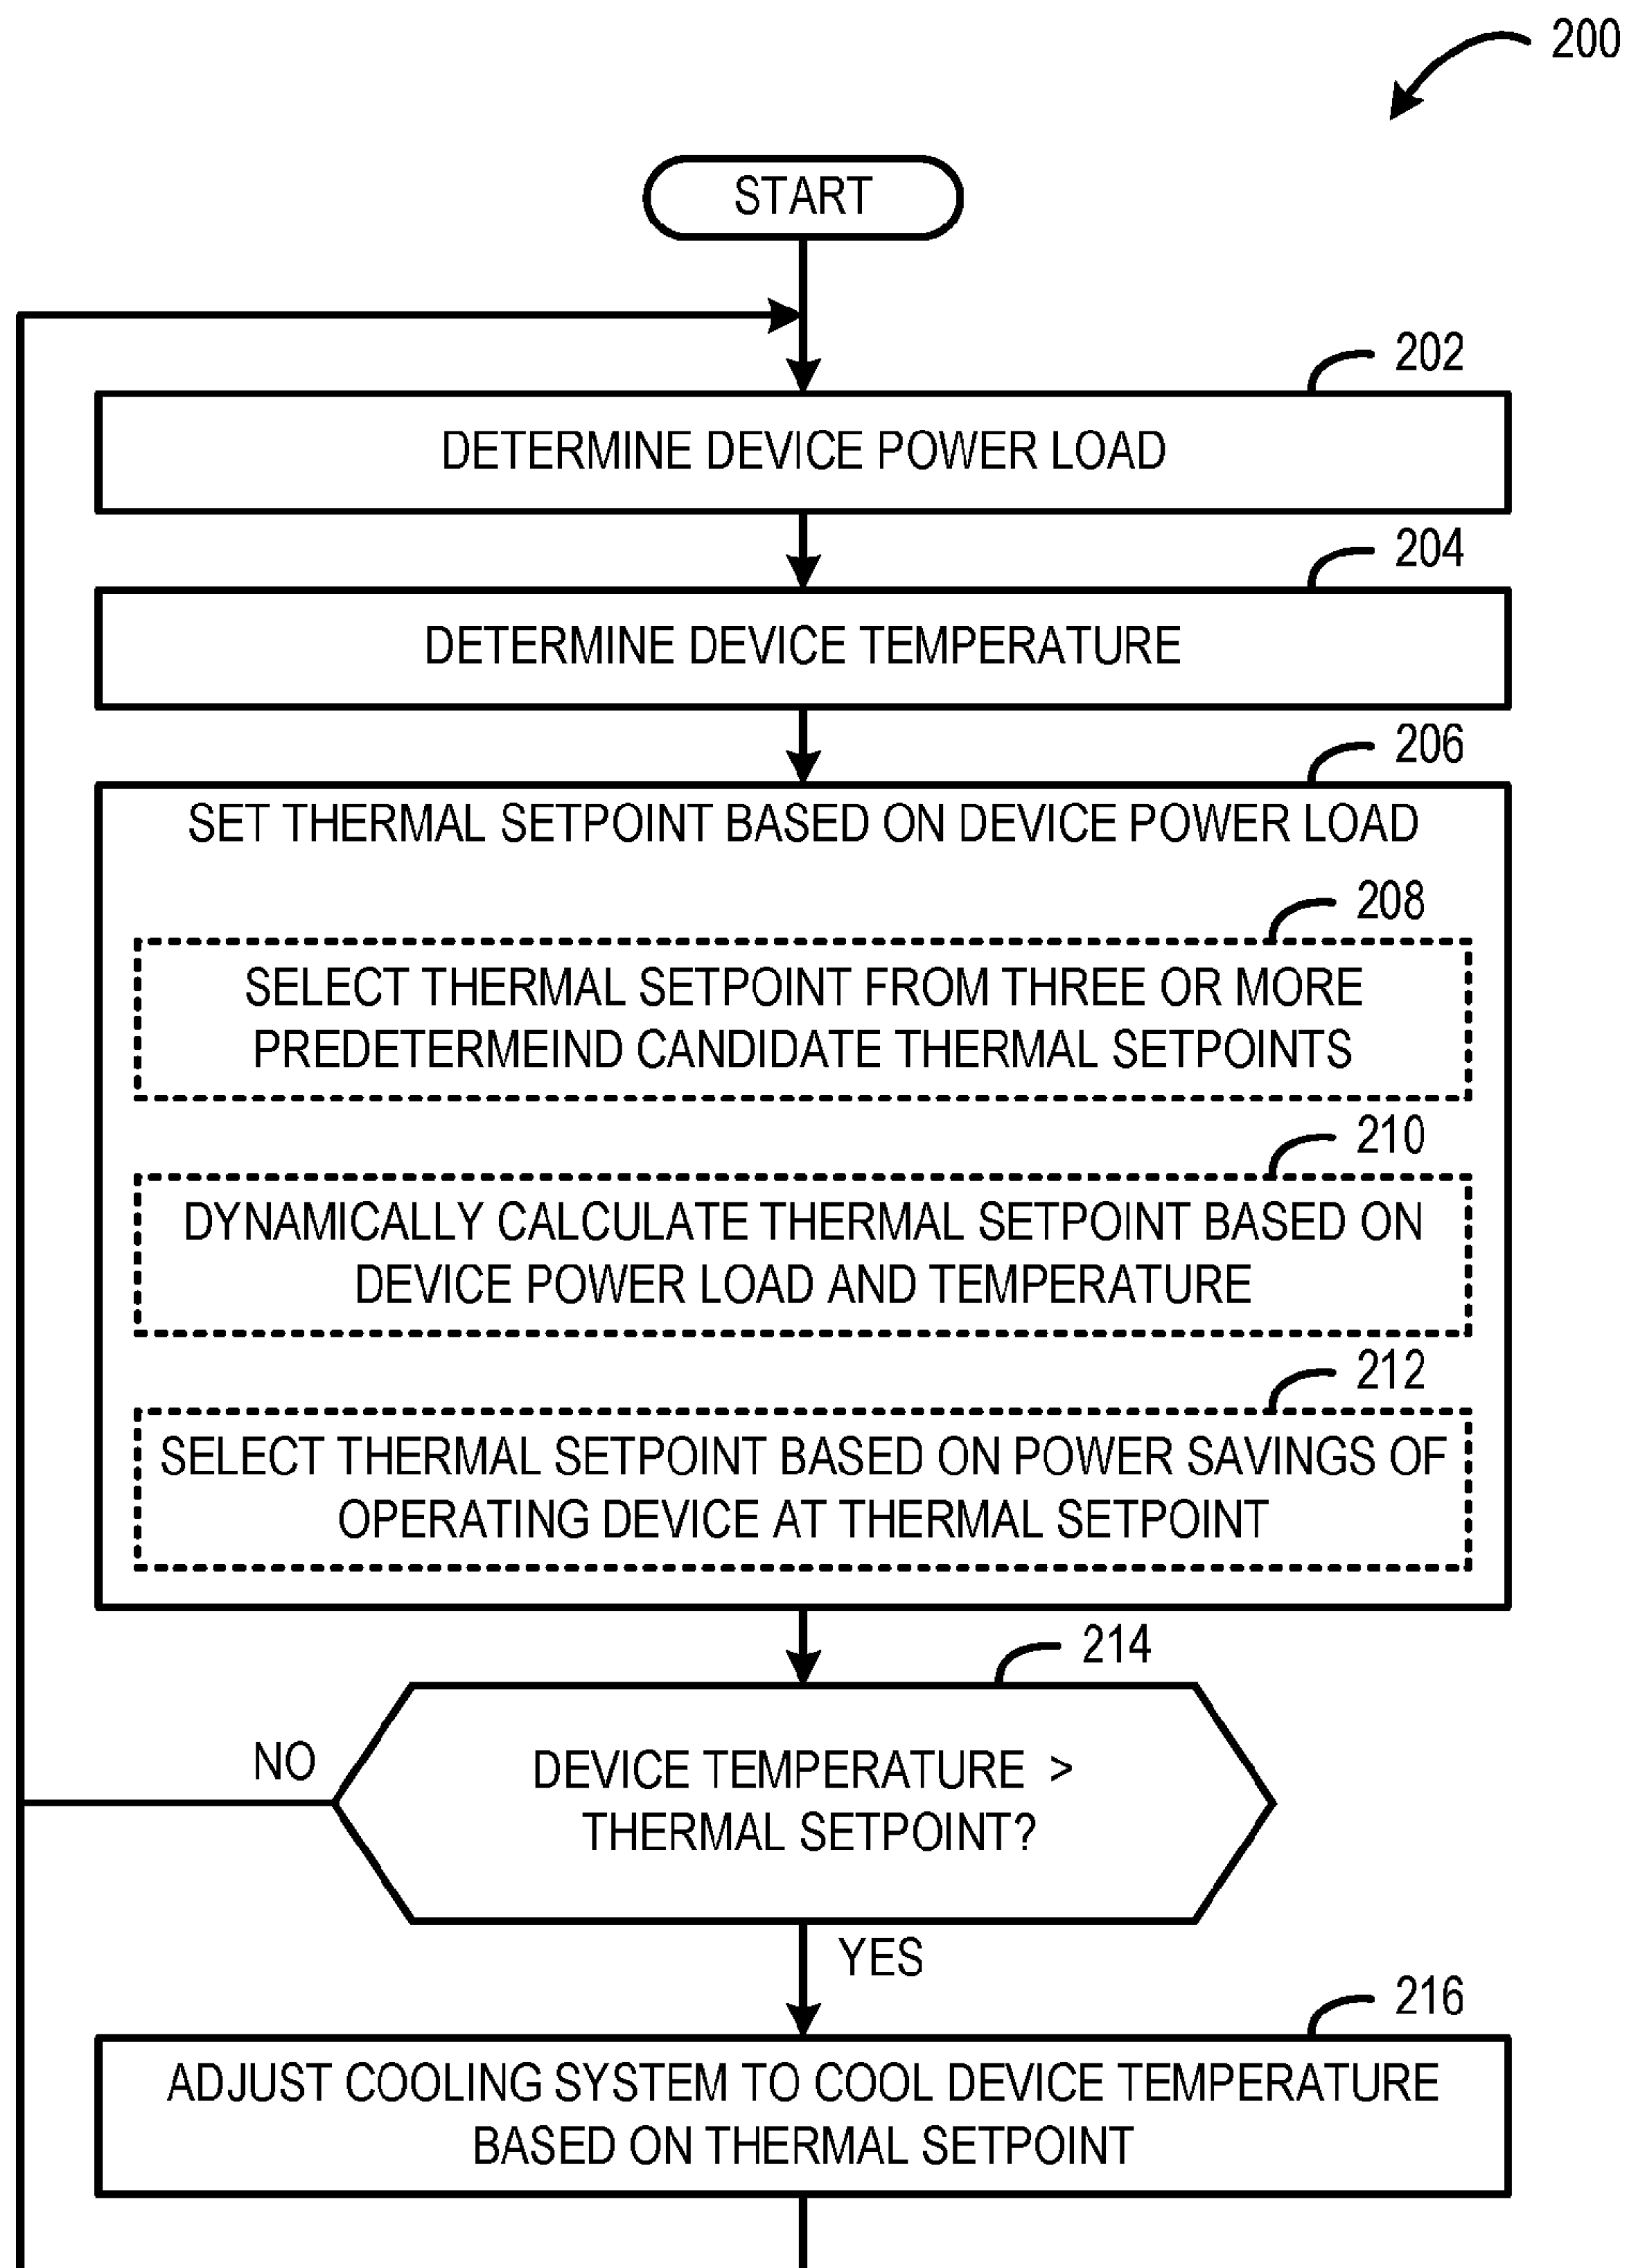 200
START
202
DETERMINE DEVICE POWER LOAD
204
DETERMINE DEVICE TEMPERATURE
206
SET THERMAL SETPOINT BASED ON DEVICE POWER LOAD
208
SELECT THERMAL SETPOINT FROM THREE OR MORE
PREDETERMEIND CANDIDATE THERMAL SETPOINTS
210
DYNAMICALLY CALCULATE THERMAL SETPOINT BASED ON
DEVICE POWER LOAD AND TEMPERATURE
212
SELECT THERMAL SETPOINT BASED ON POWER SAVINGS OF
OPERATING DEVICE AT THERMAL SETPOINT
214
NO
DEVICE TEMPERATURE >
THERMAL SETPOINT?
YES
216
ADJUST COOLING SYSTEM TO COOL DEVICE TEMPERATURE
BASED ON THERMAL SETPOINT